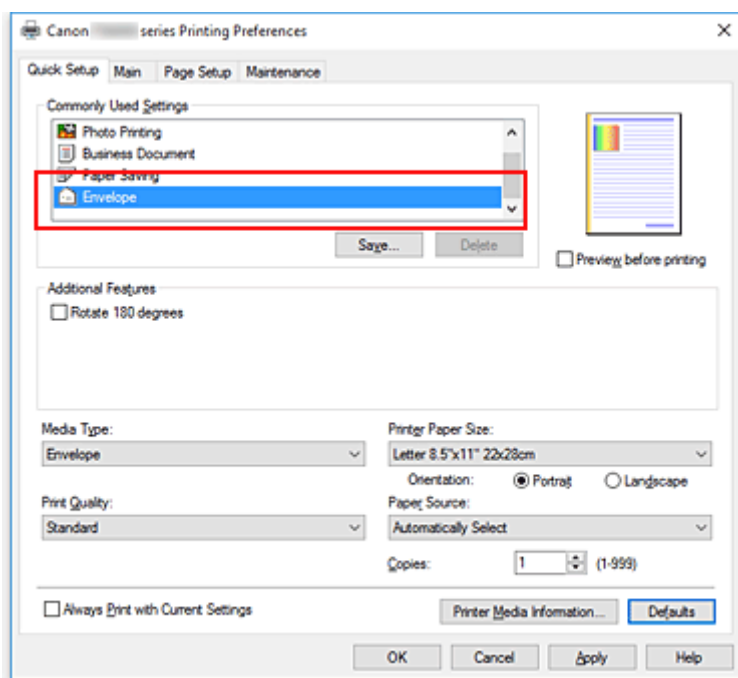 Canon series Printing Preferences
Quick Setup Main Page Setup Maintenance
Commonly Used Settings
Photo Printing
Business Document
Paper Saving
Envelope
Save... Delete
Preview before printing
Additional Features
Rotate 180 degrees
Media Type:
Envelope
Printer Paper Size:
Letter 8.5"x11" 22x28cm
Orientation: Portrait Landscape
Print Quality:
Standard
Paper Source:
Automatically Select
Copies: 1 (1-999)
Always Print with Current Settings
Printer Media Information... Defaults
OK Cancel Apply Help